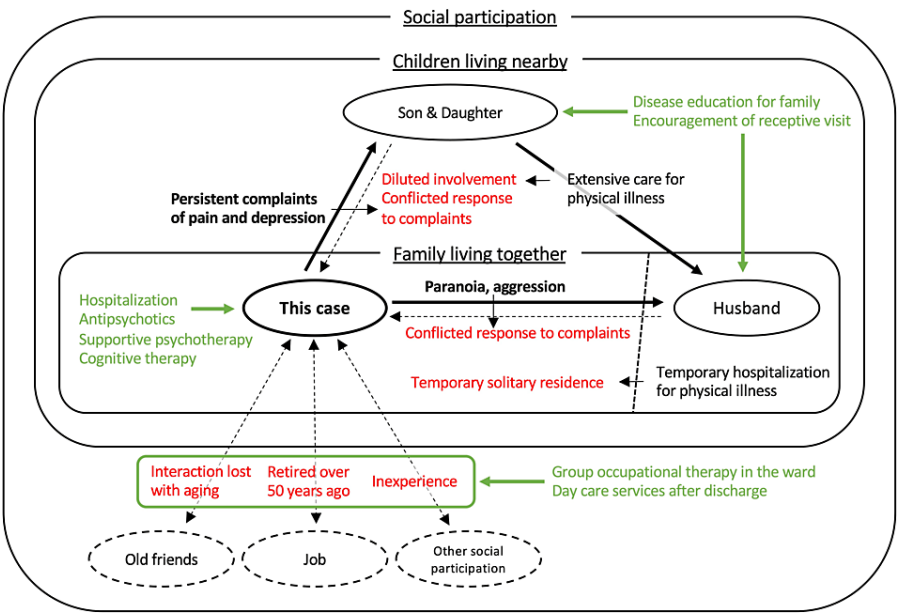 Social participation
Children living nearby
Son & Daughter
Disease education for family
Encouragement of receptive visit
Persistent complaints
of pain and depression
Diluted involvement
Conflicted response
to complaints
Extensive care for
physical illness
Family living together
Hospitalization
Antipsychotics
Supportive psychotherapy
Cognitive therapy
This case
Paranoia, aggression
Conflicted response to complaints
Husband
Temporary solitary residence
Temporary hospitalization
for physical illness
Interaction lost
with aging
Retired over
50 years ago
Inexperience
Group occupational therapy in the ward
Day care services after discharge
Old friends
Job
Other social
participation